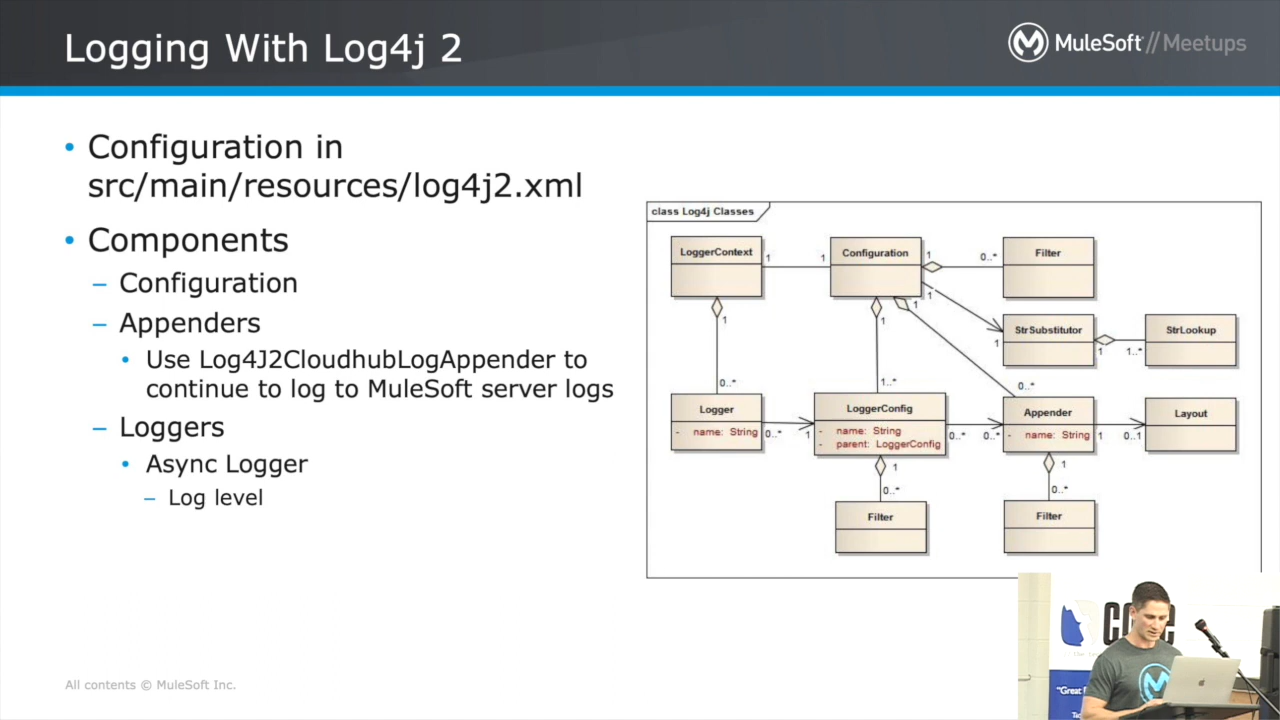 Logging With Log4j 2
MuleSoft // Meetups
• Configuration in
src/main/resources/log4j2.xml
• Components
– Configuration
– Appenders
• Use Log4J2CloudhubLogAppender to
continue to log to MuleSoft server logs
– Loggers
• Async Logger
– Log level
class Log4j Classes
LoggerContext
1
1
Configuration
1
0..*
Filter
1
1
1
1
StrSubstitutor
1
1
1..*
StrLookup
0..*
1..*
0..*
Logger
- name: String
0..*
1
LoggerConfig
- name: String
- parent: LoggerConfig
0..*
0..*
Appender
- name: String
1
0..1
Layout
1
0..*
Filter
1
0..*
Filter
"Great
All contents © MuleSoft Inc.